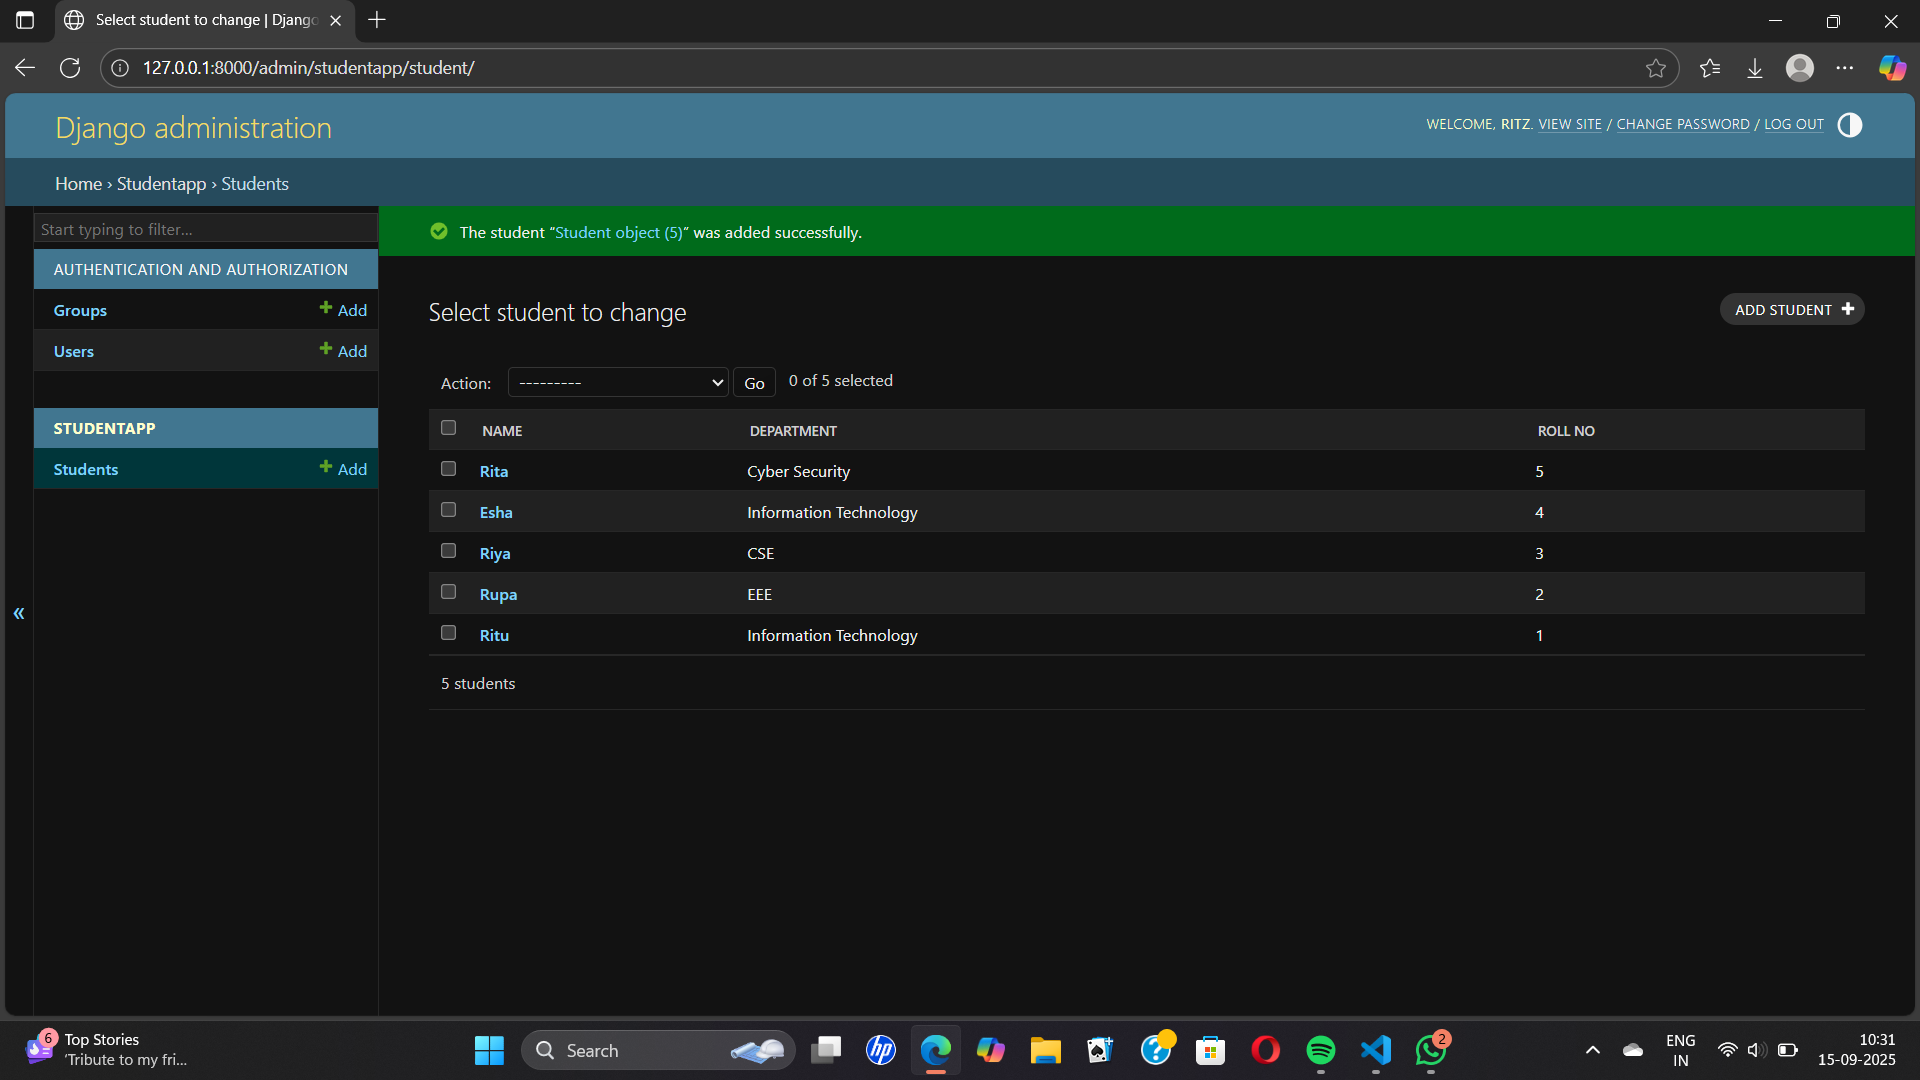 Select student to change | Django
127.0.0.1:8000/admin/studentapp/student/
Django administration
WELCOME, RITZ. VIEW SITE / CHANGE PASSWORD / LOG OUT
Home › Studentapp › Students
Start typing to filter...
AUTHENTICATION AND AUTHORIZATION
Groups Add
Users Add
STUDENTAPP
Students Add
«
The student “Student object (5)” was added successfully.
Select student to change
ADD STUDENT
Action: --------- Go 0 of 5 selected
NAME DEPARTMENT ROLL NO
Rita Cyber Security 5
Esha Information Technology 4
Riya CSE 3
Rupa EEE 2
Ritu Information Technology 1
5 students
6
Top Stories
'Tribute to my fri...
Search
hp
2
ENG
IN
10:31
15-09-2025